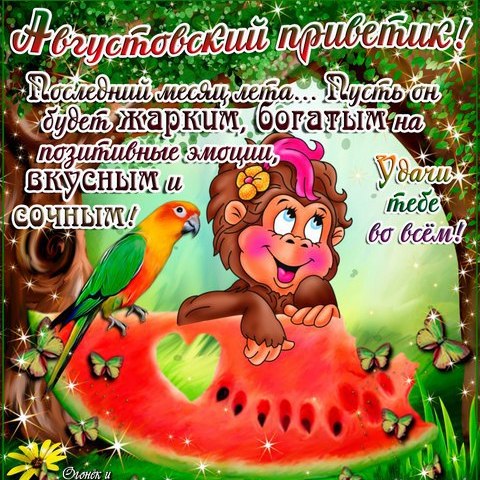 Августовский приветик!
Последний месяц лета... Пусть он
будет жарким, богатым на
позитивные эмоции,
вкусным и
сочным!
Удачи
тебе
во всём!
Огонёк и